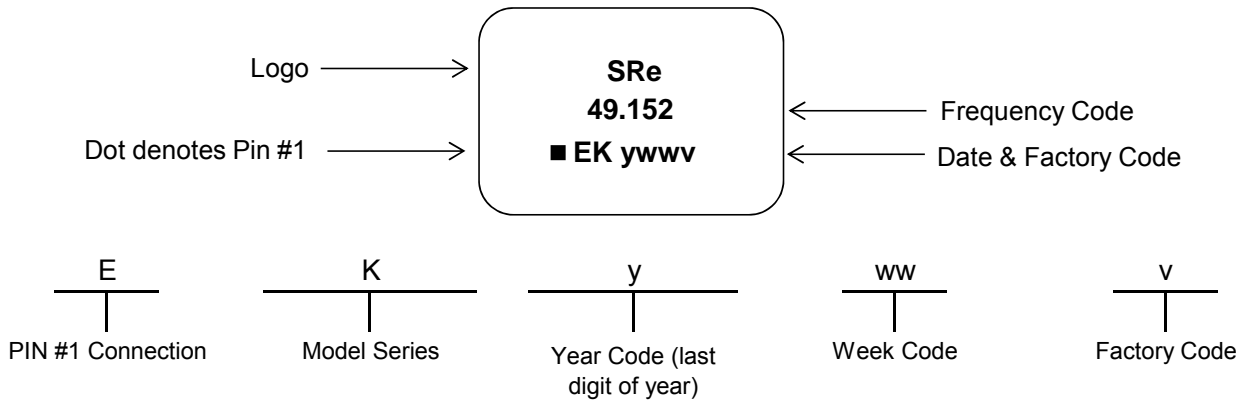 Logo
SRe
49.152
Frequency Code
Dot denotes Pin #1
■ EK ywwv
Date & Factory Code
E
K
y
ww
v
PIN #1 Connection
Model Series
Year Code (last
digit of year)
Week Code
Factory Code